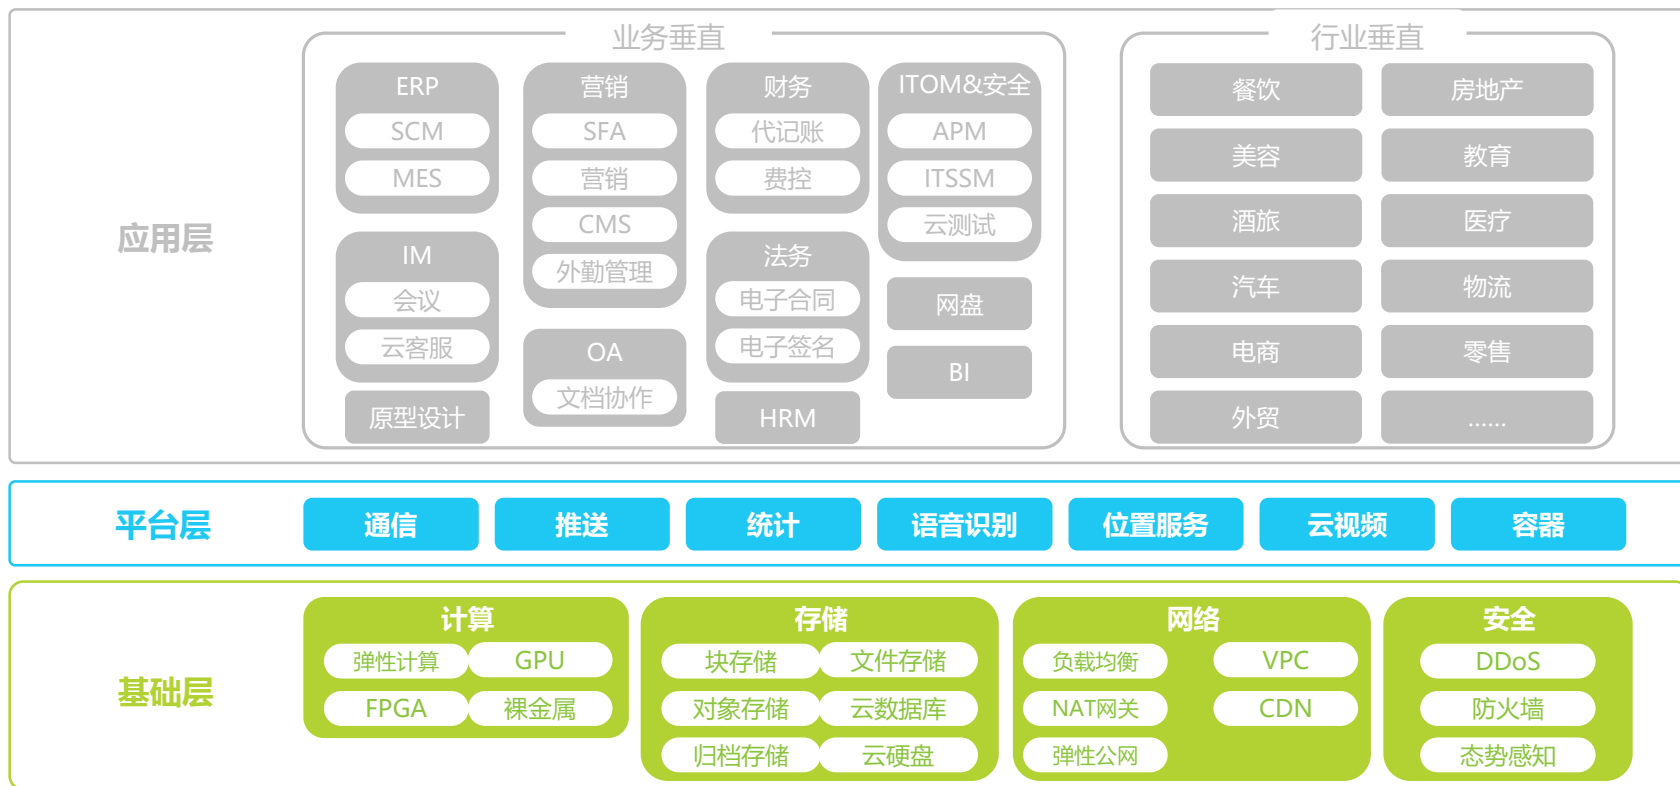 应用层
业务垂直
ERP
SCM
MES
IM
会议
云客服
原型设计
营销
SFA
营销
CMS
外勤管理
OA
文档协作
财务
代记账
费控
法务
电子合同
电子签名
HRM
ITOM&安全
APM
ITSSM
云测试
网盘
BI
行业垂直
餐饮
房地产
美容
教育
酒旅
医疗
汽车
物流
电商
零售
外贸
......
平台层
通信
推送
统计
语音识别
位置服务
云视频
容器
基础层
计算
弹性计算
GPU
FPGA
裸金属
存储
块存储
文件存储
对象存储
云数据库
归档存储
云硬盘
网络
负载均衡
VPC
NAT网关
CDN
弹性公网
安全
DDoS
防火墙
态势感知